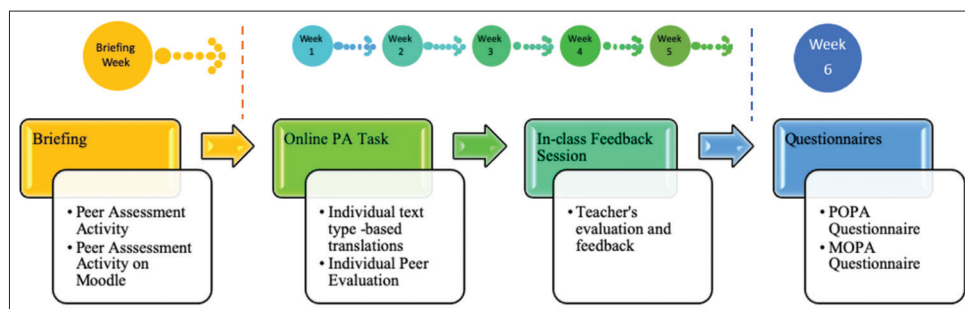 Briefing
Week
Week
1
Week
2
Week
3
Week
4
Week
5
Week
6
Briefing
Online PA Task
In-class Feedback
Session
Questionnaires
• Peer Assessment
Activity
• Peer Asssessment
Activity on
Moodle
• Individual text
type -based
translations
• Individual Peer
Evaluation
• Teacher's
evaluation and
feedback
• POPA
Questionnaire
• MOPA
Questionnaire